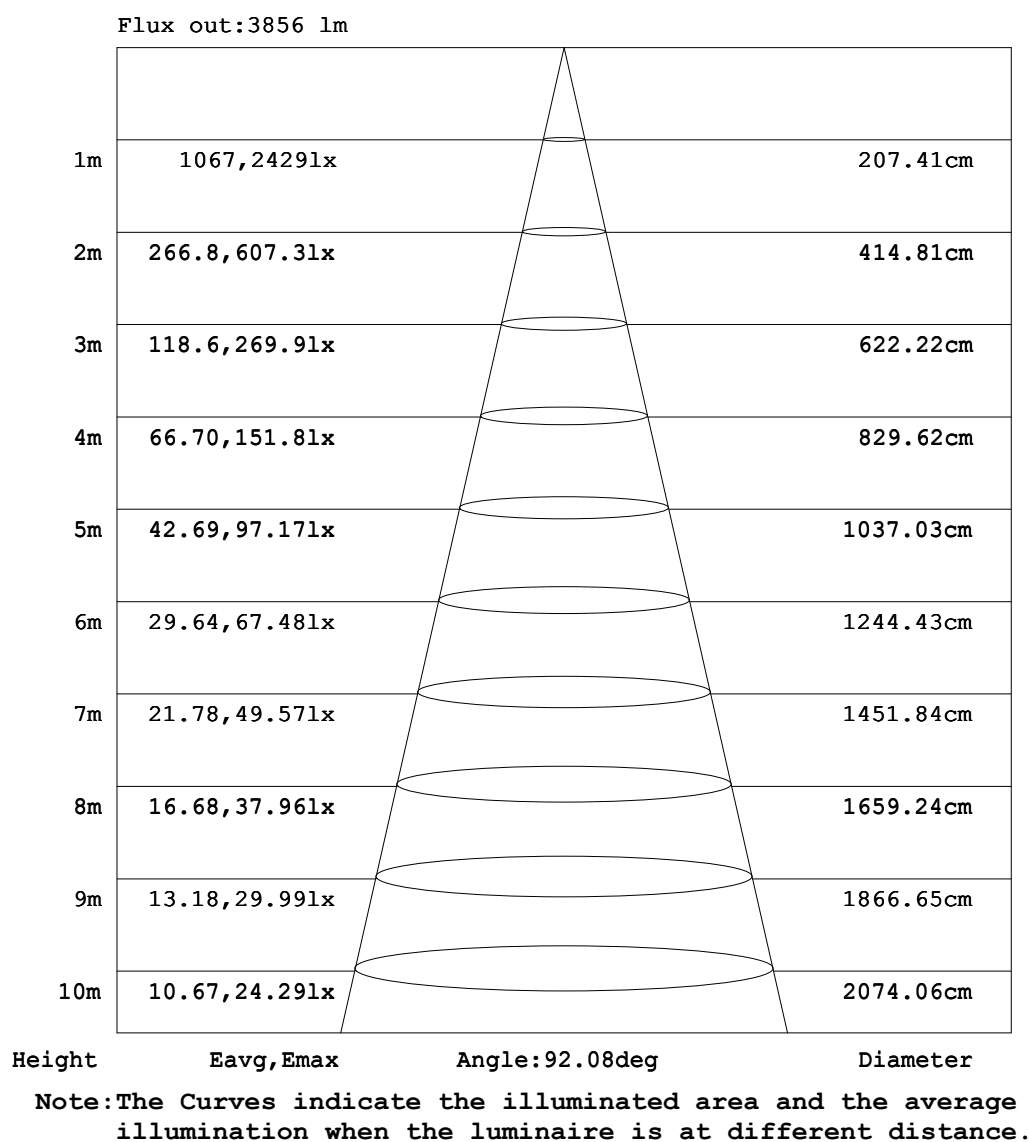 Flux out:3856 lm
1m 1067,2429lx 207.41cm
2m 266.8,607.3lx 414.81cm
3m 118.6,269.9lx 622.22cm
4m 66.70,151.8lx 829.62cm
5m 42.69,97.17lx 1037.03cm
6m 29.64,67.48lx 1244.43cm
7m 21.78,49.57lx 1451.84cm
8m 16.68,37.96lx 1659.24cm
9m 13.18,29.99lx 1866.65cm
10m 10.67,24.29lx 2074.06cm
Height Eavg,Emax Angle:92.08deg Diameter
Note:The Curves indicate the illuminated area and the average
illumination when the luminaire is at different distance.